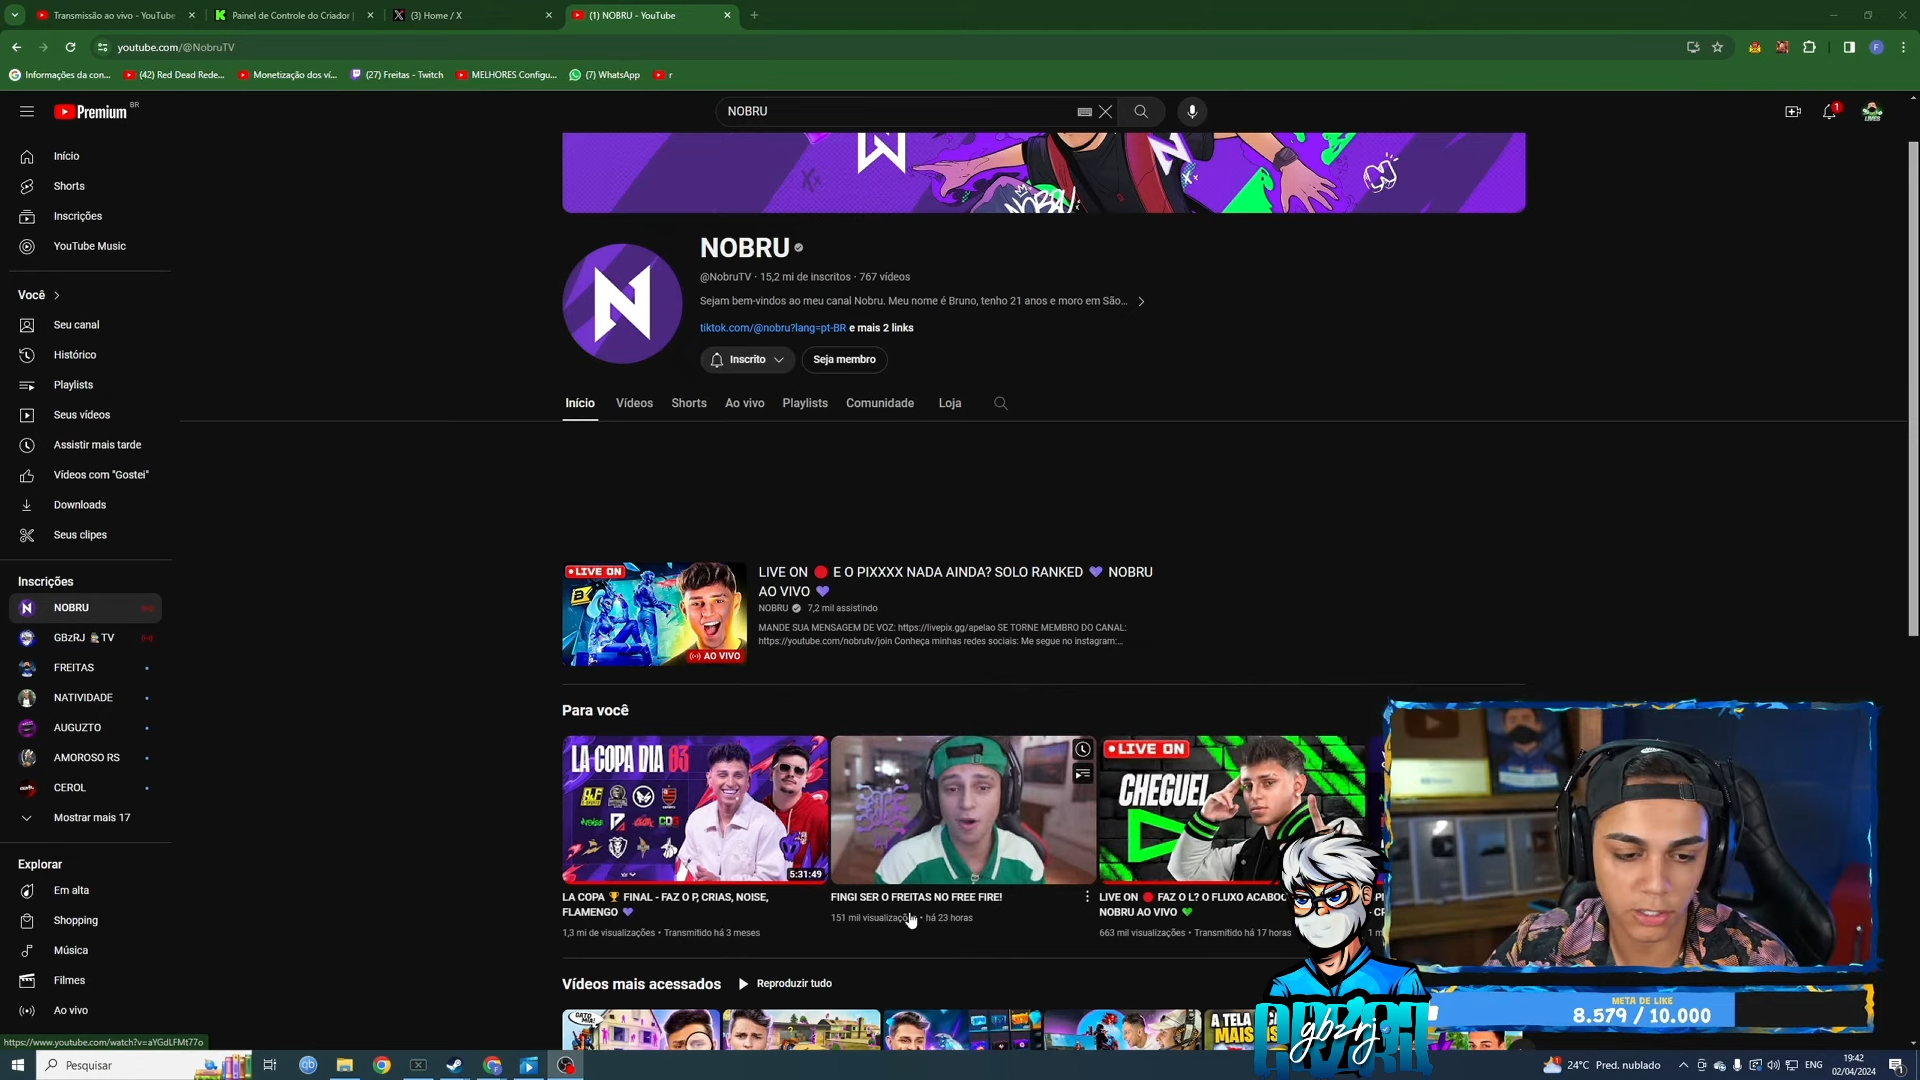 Transmissão ao vivo - YouTube
Painel de Controle do Criador |
(3) Home / X
(1) NOBRU - YouTube
youtube.com/@NobruTV
Informações da con...
(42) Red Dead Rede...
Monetização dos ví...
(27) Freitas - Twitch
MELHORES Configu...
(7) WhatsApp
r
Premium BR
NOBRU
1
LIVES
Início
Shorts
Inscrições
YouTube Music
Você
Seu canal
Histórico
Playlists
Seus vídeos
Assistir mais tarde
Vídeos com "Gostei"
Downloads
Seus clipes
Inscrições
NOBRU
GBzRJ TV
FREITAS
NATIVIDADE
AUGUZTO
AMOROSO RS
CEROL
Mostrar mais 17
Explorar
Em alta
Shopping
Música
Filmes
Ao vivo
https://www.youtube.com/watch?v=aYGdLFMt77o
NOBRU
@NobruTV · 15,2 mi de inscritos · 767 vídeos
Sejam bem-vindos ao meu canal Nobru. Meu nome é Bruno, tenho 21 anos e moro em São...
tiktok.com/@nobru?lang=pt-BR e mais 2 links
Inscrito
Seja membro
Início Vídeos Shorts Ao vivo Playlists Comunidade Loja
LIVE ON
AO VIVO
LIVE ON 🔴 E O PIXXXX NADA AINDA? SOLO RANKED 💜 NOBRU
AO VIVO 💜
NOBRU 7,2 mil assistindo
MANDE SUA MENSAGEM DE VOZ: https://livepix.gg/apelao SE TORNE MEMBRO DO CANAL:
https://youtube.com/nobrutv/join Conheça minhas redes sociais: Me segue no instagram:...
Para você
LA COPA DIA 03
5:31:49
LA COPA 🏆 FINAL - FAZ O P, CRIAS, NOISE,
FLAMENGO 💜
1,3 mi de visualizações • Transmitido há 3 meses
FINGI SER O FREITAS NO FREE FIRE!
151 mil visualizaçõ • há 23 horas
LIVE ON
CHEGUEI
LIVE ON 🔴 FAZ O L? O FLUXO ACABO
NOBRU AO VIVO 💚
663 mil visualizações • Transmitido há 17 horas
Vídeos mais acessados
Reproduzir tudo
GATO MIA!
A TELA
MAIS
META DE LIKE
8.579 / 10.000
gbzrj
Pesquisar
24°C Pred. nublado
ENG
19:42
02/04/2024